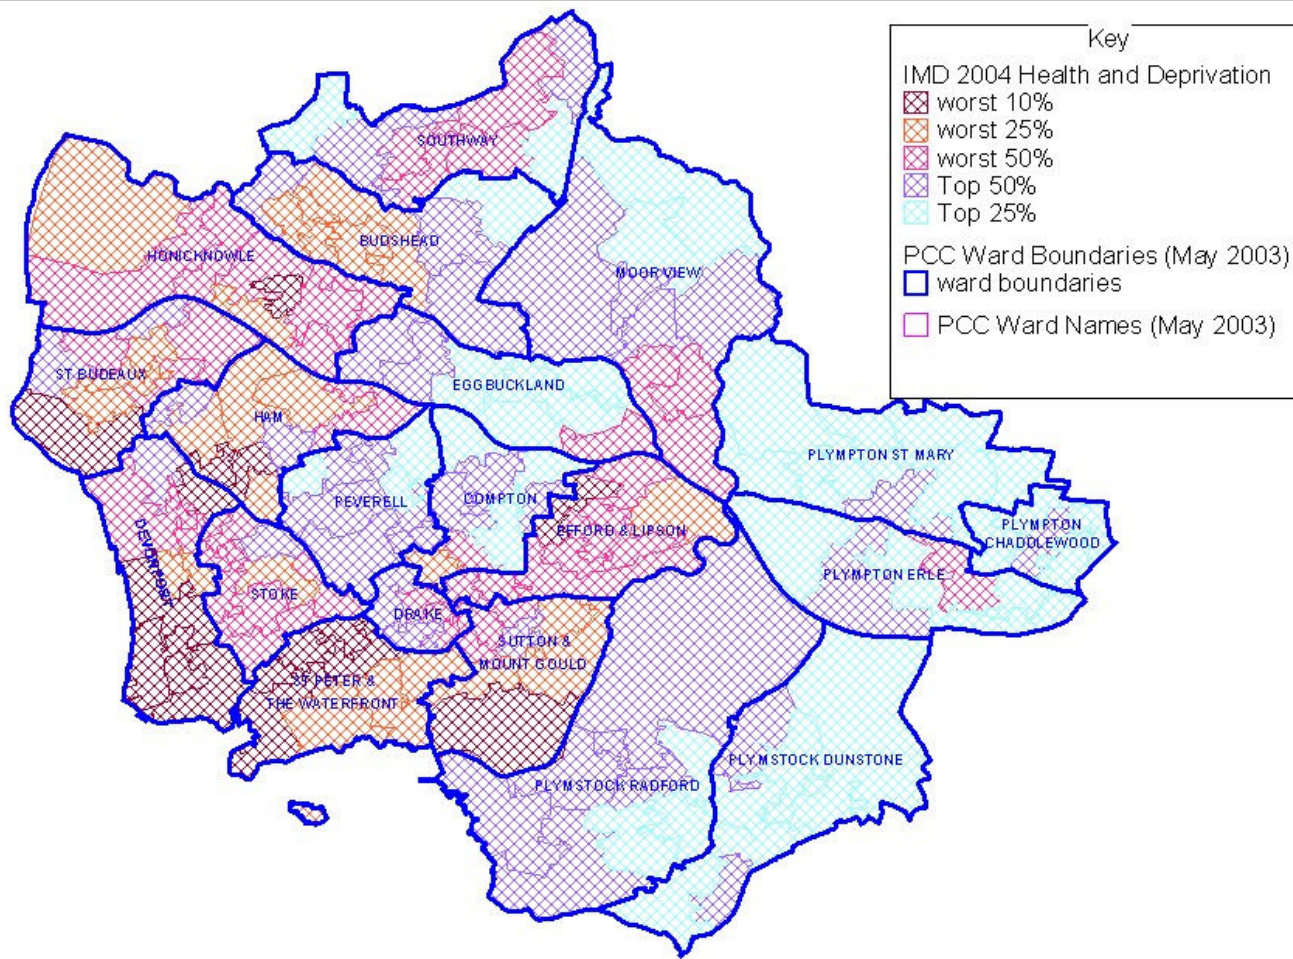 Key
IMD 2004 Health and Deprivation
worst 10%
worst 25%
worst 50%
Top 50%
Top 25%
PCC Ward Boundaries (May 2003)
ward boundaries
PCC Ward Names (May 2003)
SOUTHWAY
BUDSHEAD
HONICKNOWLE
MOOR VIEW
ST BUDEAUX
EGGBUCKLAND
HAM
PLYMPTON ST MARY
PEVERELL
COMPTON
EFFORD & LIPSON
PLYMPTON
CHADDLEWOOD
DEVONPORT
PLYMPTON ERLE
STOKE
DRAKE
SUTTON &
MOUNT GOULD
ST PETER &
THE WATERFRONT
PLYMSTOCK DUNSTONE
PLYMSTOCK RADFORD